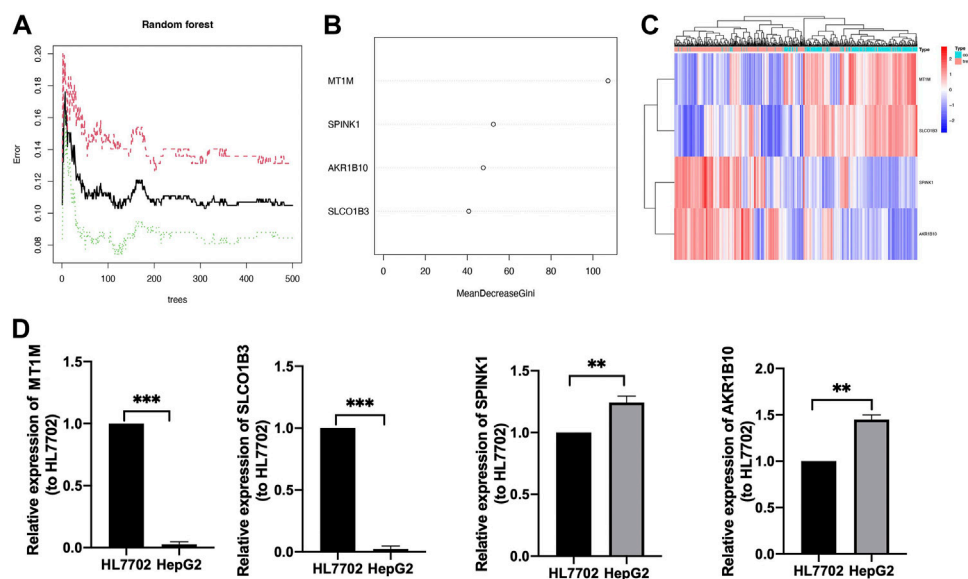 A
Random forest
Error
0.08 0.10 0.12 0.14 0.16 0.18 0.20
0 100 200 300 400 500
trees
B
MT1M
SPINK1
AKR1B10
SLCO1B3
0 20 40 60 80 100
MeanDecreaseGini
C
Type
MT1M
SLCO1B3
SPINK1
AKR1B10
2
1
0
-1
-2
Type
co
tre
D
Relative expression of MT1M
(to HL7702)
1.5
1.0
0.5
0.0
***
HL7702 HepG2
Relative expression of SLCO1B3
(to HL7702)
1.5
1.0
0.5
0.0
***
HL7702 HepG2
Relative expression of SPINK1
(to HL7702)
1.5
1.0
0.5
0.0
**
HL7702 HepG2
Relative expression of AKR1B10
(to HL7702)
2.0
1.5
1.0
0.5
0.0
**
HL7702 HepG2